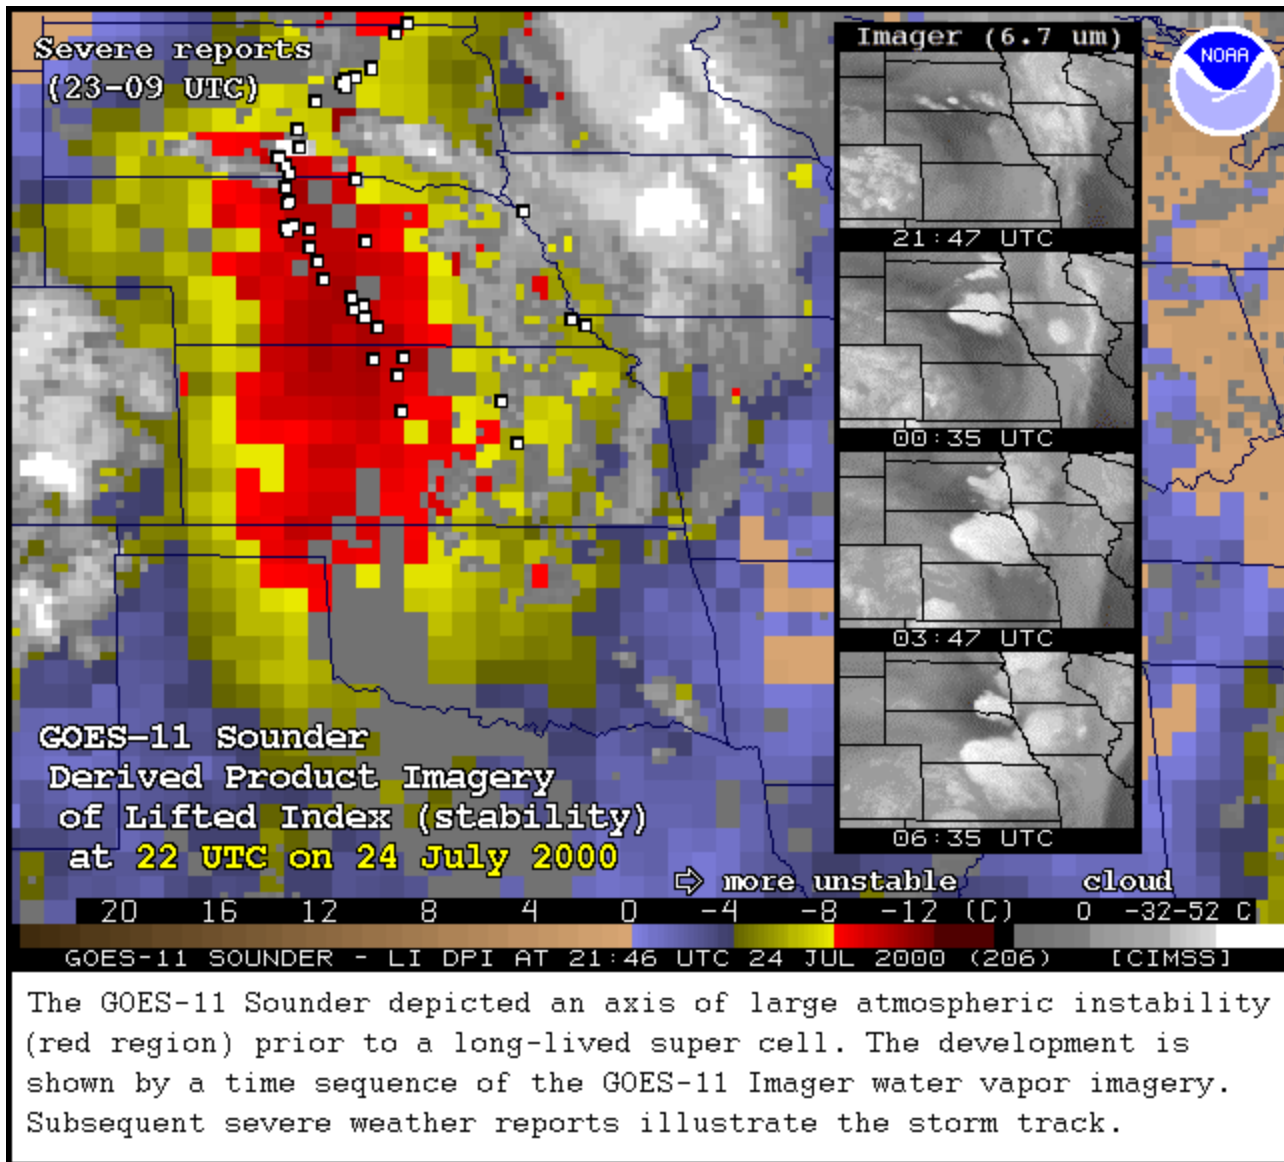 Severe reports
(23-09 UTC)
Imager (6.7 um)
NOAA
21:47 UTC
00:35 UTC
03:47 UTC
06:35 UTC
GOES-11 Sounder
Derived Product Imagery
of Lifted Index (stability)
at 22 UTC on 24 July 2000
⇨ more unstable cloud
20 16 12 8 4 0 -4 -8 -12 (C) 0 -32-52 C
GOES-11 SOUNDER - LI DPI AT 21:46 UTC 24 JUL 2000 (206) [CIMSS]
The GOES-11 Sounder depicted an axis of large atmospheric instability
(red region) prior to a long-lived super cell. The development is
shown by a time sequence of the GOES-11 Imager water vapor imagery.
Subsequent severe weather reports illustrate the storm track.